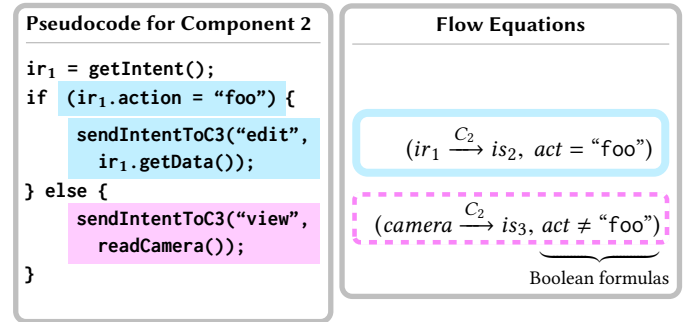 Pseudocode for Component 2
ir₁ = getIntent();
if (ir₁.action = “foo”) {
sendIntentToC3(“edit”,
ir₁.getData());
} else {
sendIntentToC3(“view”,
readCamera());
}
Flow Equations
(ir₁ —C₂→ is₂, act = “foo”)
(camera —C₂→ is₃, act ≠ “foo”)
Boolean formulas